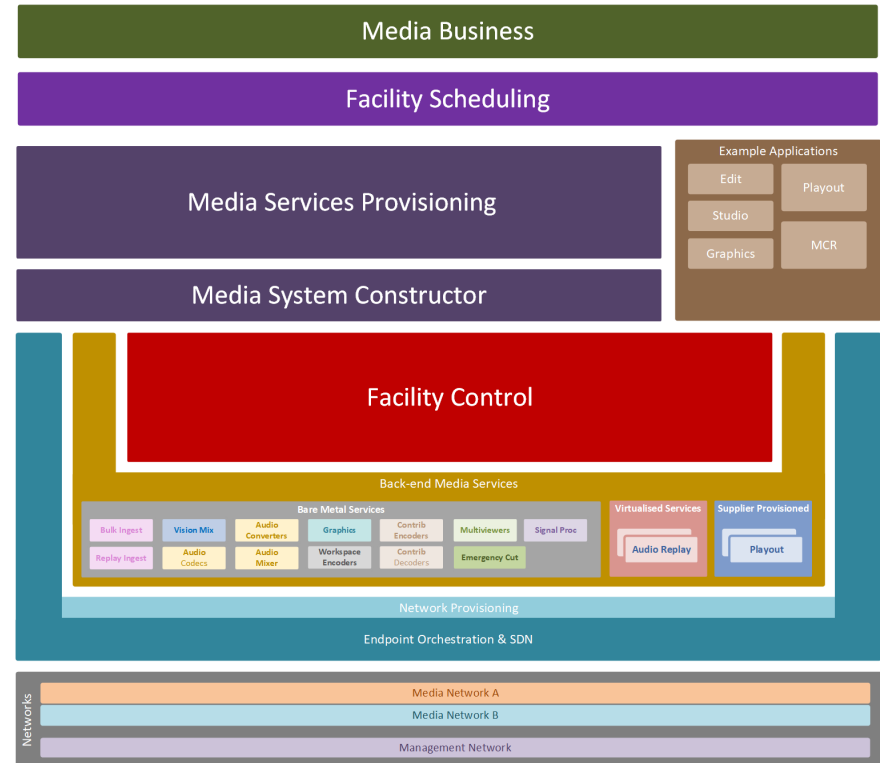 Media Business
Facility Scheduling
Media Services Provisioning
Example Applications
Edit
Playout
Studio
MCR
Graphics
Media System Constructor
Facility Control
Back-end Media Services
Bare Metal Services
Bulk Ingest
Vision Mix
Audio
Converters
Graphics
Contrib
Encoders
Multiviewers
Signal Proc
Replay Ingest
Audio
Codecs
Audio
Mixer
Workspace
Encoders
Contrib
Decoders
Emergency Cut
Virtualised Services
Audio Replay
Supplier Provisioned
Playout
Network Provisioning
Endpoint Orchestration & SDN
Networks
Media Network A
Media Network B
Management Network